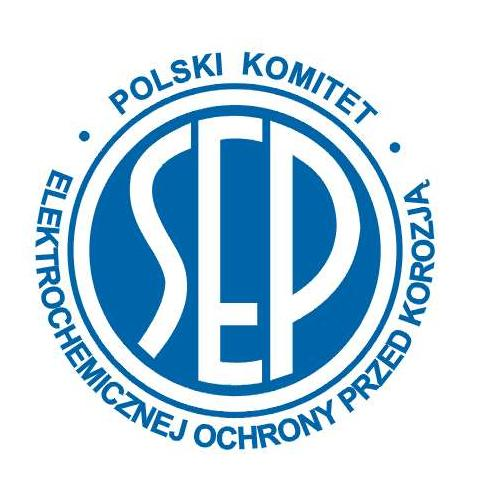 POLSKI KOMITET
SEP
ELEKTROCHEMICZNEJ OCHRONY PRZED KOROZJĄ